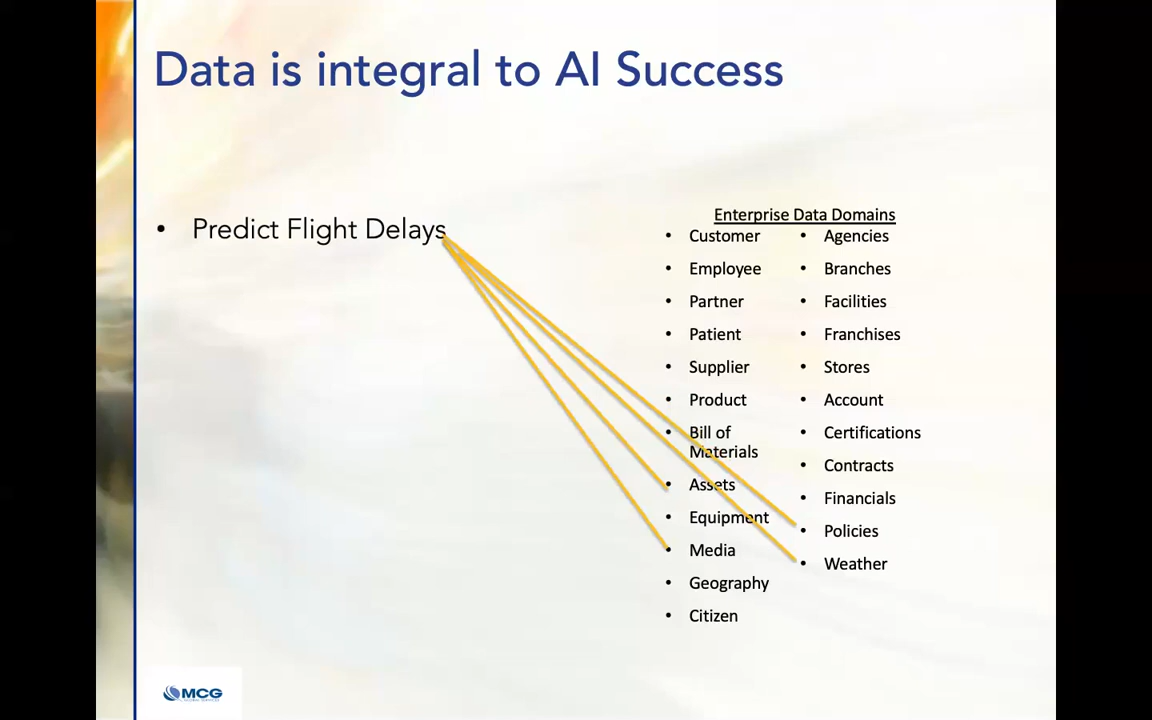 Data is integral to AI Success
• Predict Flight Delays
Enterprise Data Domains
• Customer
• Employee
• Partner
• Patient
• Supplier
• Product
• Bill of
Materials
• Assets
• Equipment
• Media
• Geography
• Citizen
• Agencies
• Branches
• Facilities
• Franchises
• Stores
• Account
• Certifications
• Contracts
• Financials
• Policies
• Weather
MCG